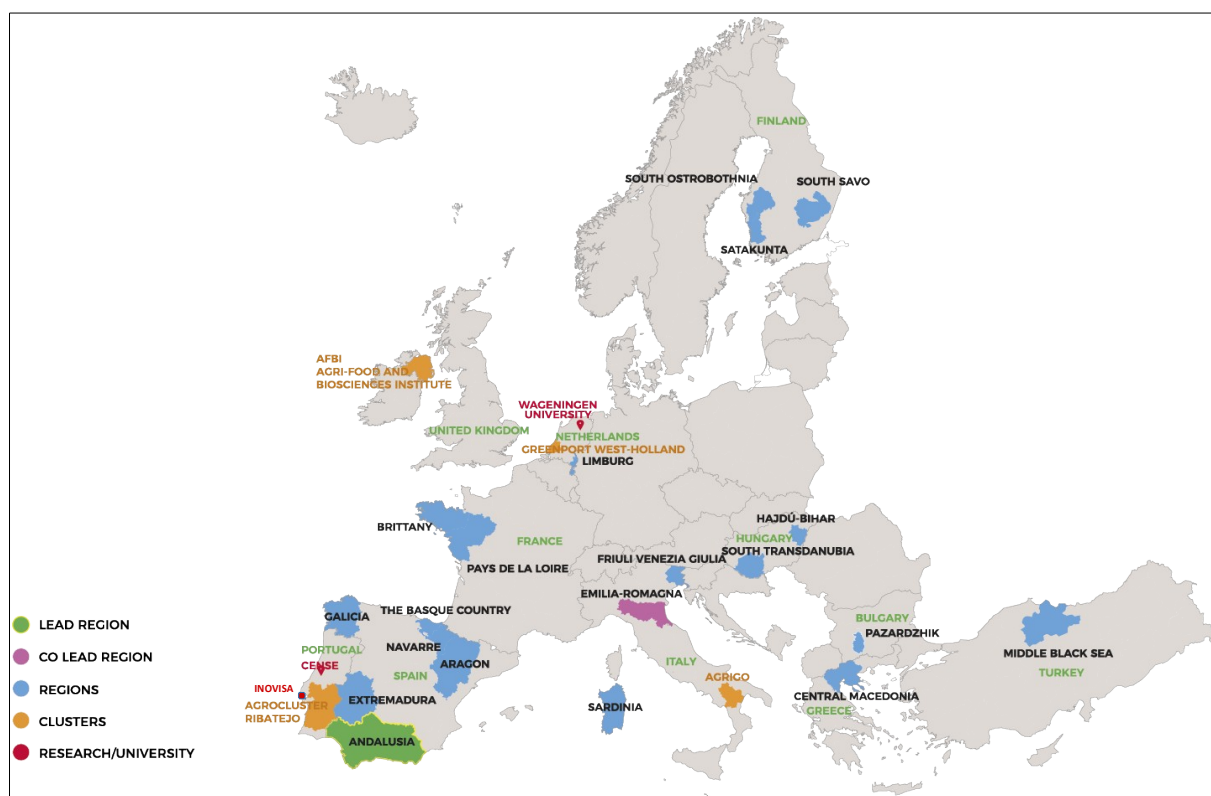 FINLAND
SOUTH OSTROBOTHNIA
SOUTH SAVO
SATAKUNTA
AFBI
AGRI-FOOD AND
BIOSCIENCES INSTITUTE
WAGENINGEN
UNIVERSITY
UNITED KINGDOM
NETHERLANDS
GREENPORT WEST-HOLLAND
LIMBURG
BRITTANY
HAJDÚ-BIHAR
FRANCE
HUNGARY
SOUTH TRANSDANUBIA
FRIULI VENEZIA GIULIA
PAYS DE LA LOIRE
EMILIA-ROMAGNA
THE BASQUE COUNTRY
GALICIA
BULGARY
PAZARDZHIK
NAVARRE
PORTUGAL
MIDDLE BLACK SEA
CENSE
ARAGON
ITALY
SPAIN
TURKEY
AGRIGO
INOVISA
EXTREMADURA
CENTRAL MACEDONIA
AGROCLUSTER
RIBATEJO
SARDINIA
GREECE
ANDALUSIA
LEAD REGION
CO LEAD REGION
REGIONS
CLUSTERS
RESEARCH/UNIVERSITY